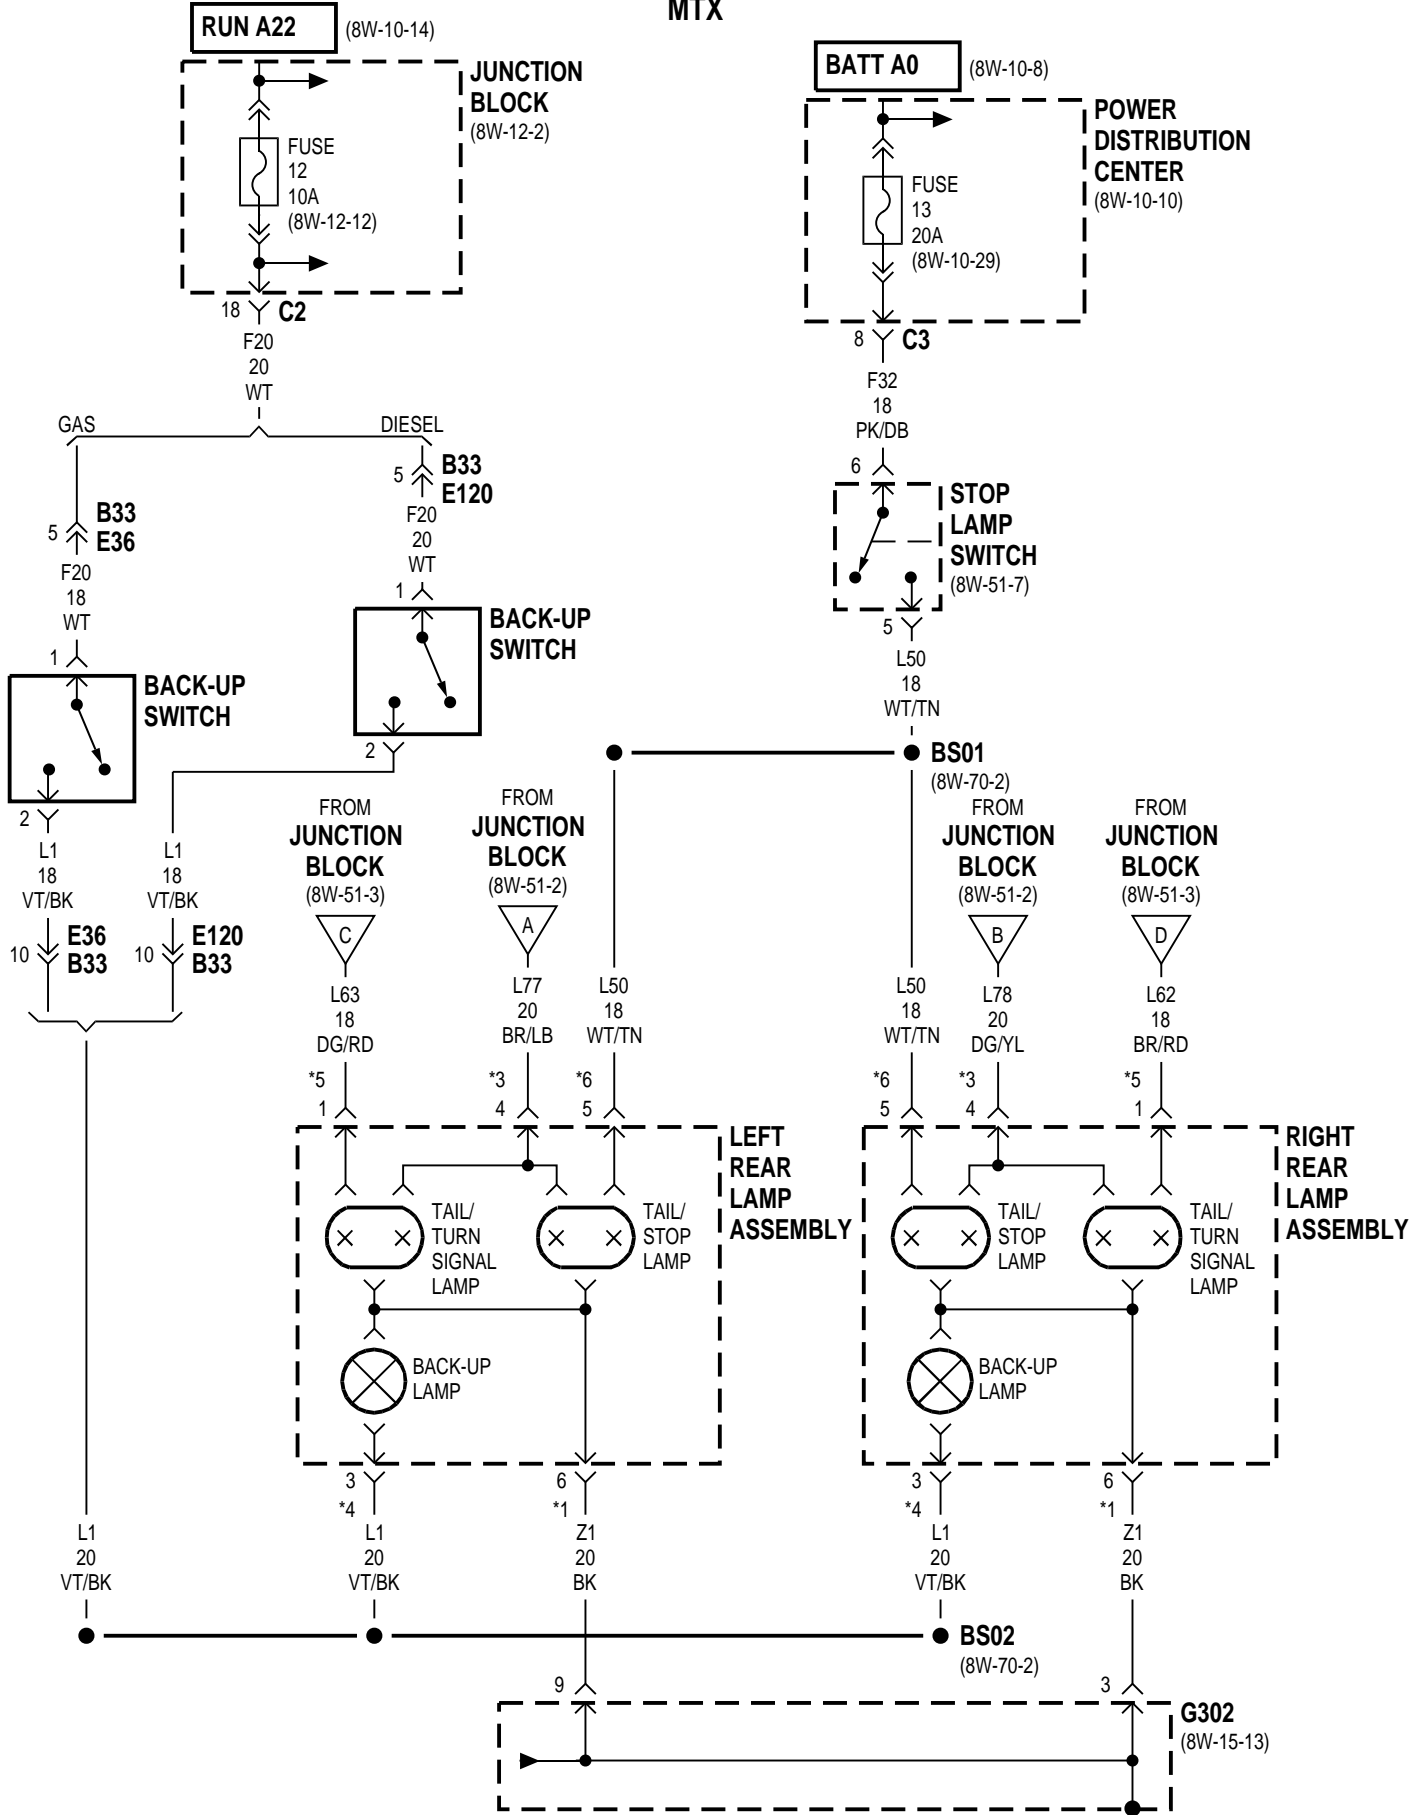 MTX
RUN A22
(8W-10-14)
JUNCTION
BLOCK
(8W-12-2)
FUSE
12
10A
(8W-12-12)
18
C2
F20
20
WT
BATT A0
(8W-10-8)
POWER
DISTRIBUTION
CENTER
(8W-10-10)
FUSE
13
20A
(8W-10-29)
8
C3
F32
18
PK/DB
6
STOP
LAMP
SWITCH
(8W-51-7)
5
L50
18
WT/TN
BS01
(8W-70-2)
GAS
DIESEL
5
B33
E36
F20
18
WT
1
BACK-UP
SWITCH
2
L1
18
VT/BK
10
E36
B33
5
B33
E120
F20
20
WT
1
BACK-UP
SWITCH
2
L1
18
VT/BK
10
E120
B33
FROM
JUNCTION
BLOCK
(8W-51-3)
C
L63
18
DG/RD
*5
1
FROM
JUNCTION
BLOCK
(8W-51-2)
A
L77
20
BR/LB
*3
4
L50
18
WT/TN
*6
5
L50
18
WT/TN
*6
5
FROM
JUNCTION
BLOCK
(8W-51-2)
B
L78
20
DG/YL
*3
4
FROM
JUNCTION
BLOCK
(8W-51-3)
D
L62
18
BR/RD
*5
1
LEFT
REAR
LAMP
ASSEMBLY
TAIL/
TURN
SIGNAL
LAMP
TAIL/
STOP
LAMP
BACK-UP
LAMP
RIGHT
REAR
LAMP
ASSEMBLY
TAIL/
STOP
LAMP
TAIL/
TURN
SIGNAL
LAMP
BACK-UP
LAMP
L1
20
VT/BK
3
*4
L1
20
VT/BK
6
*1
Z1
20
BK
3
*4
L1
20
VT/BK
6
*1
Z1
20
BK
BS02
(8W-70-2)
9
3
G302
(8W-15-13)